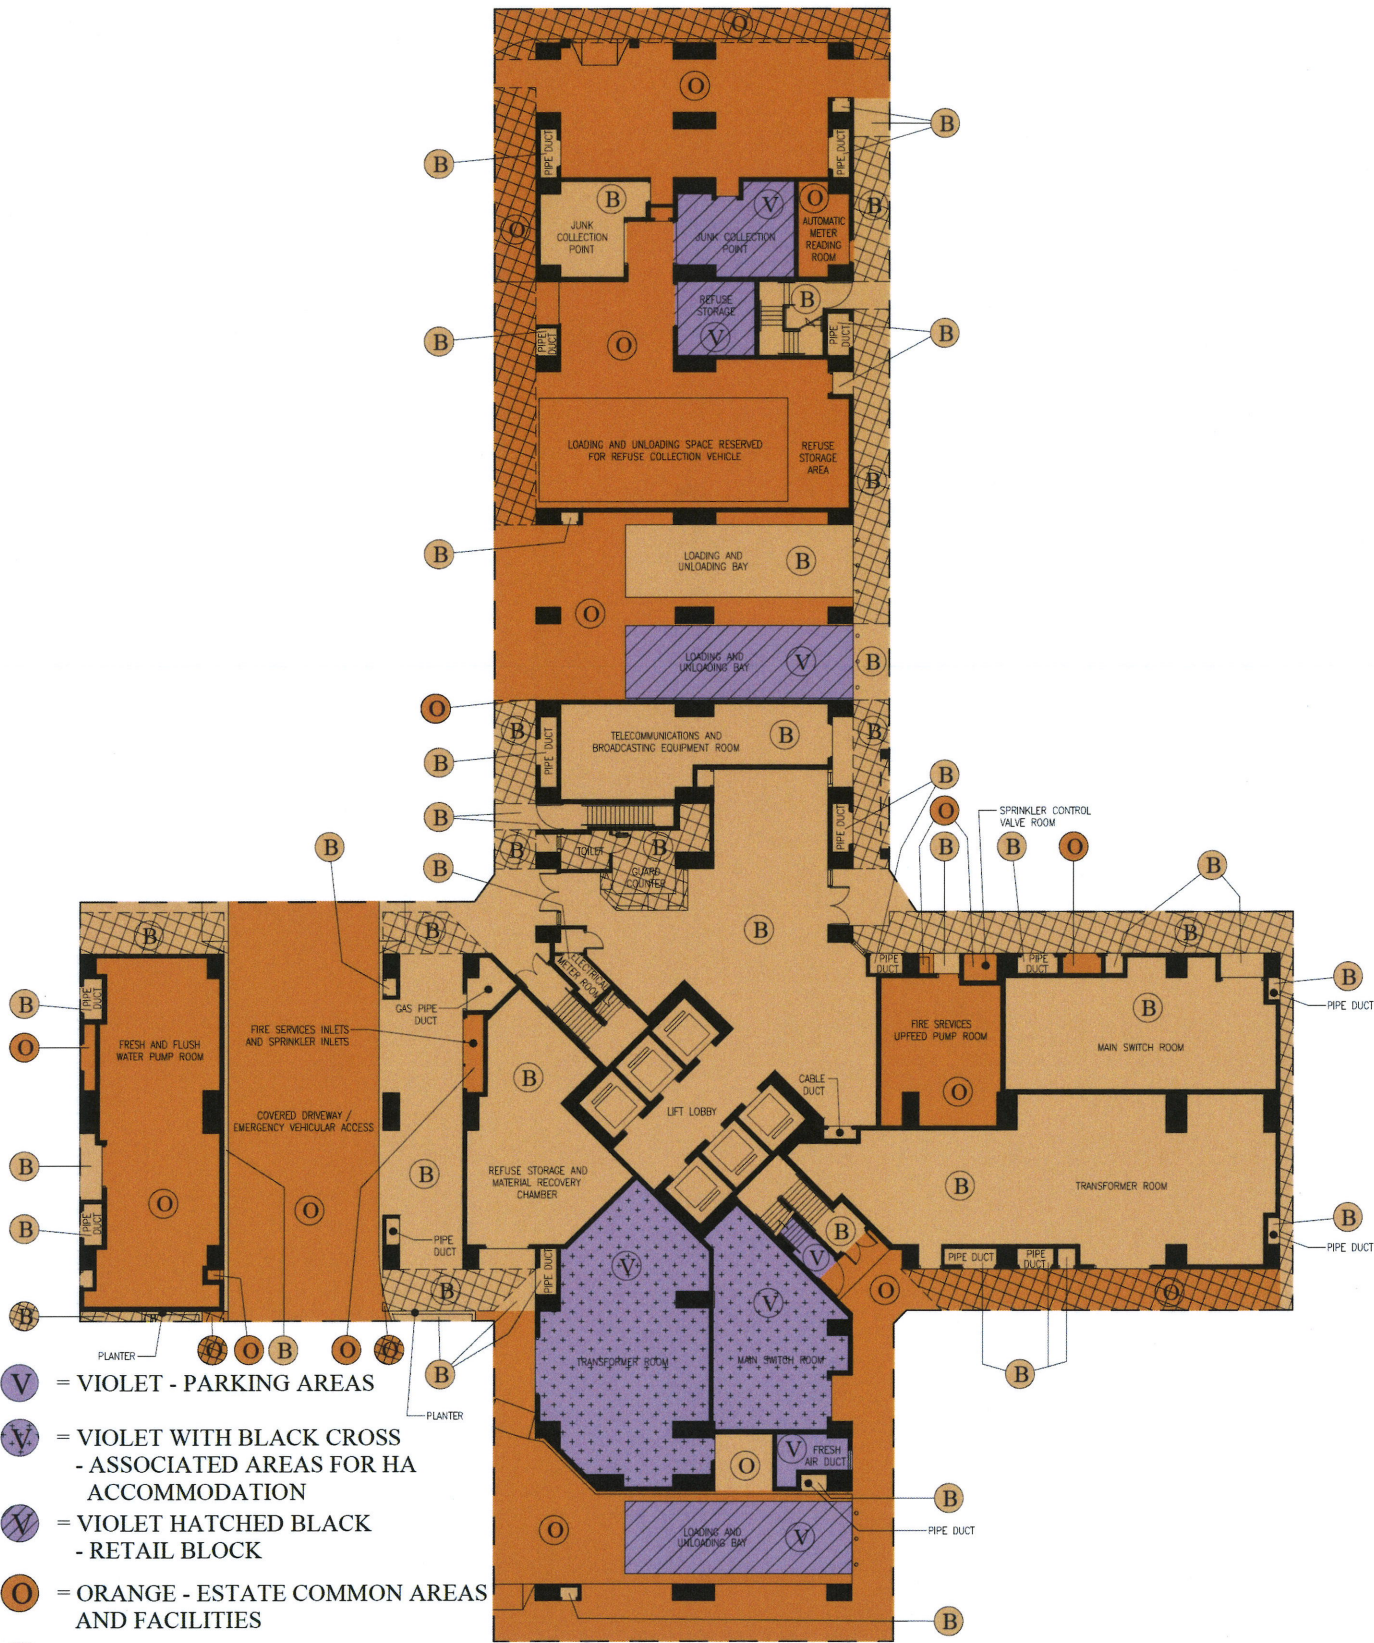 O
O
B
PIPE DUCT
PIPE DUCT
B
B
V
O
B
JUNK
COLLECTION
POINT
JUNK COLLECTION
POINT
AUTOMATIC
METER
READING
ROOM
O
REFUSE
STORAGE
B
V
PIPE
DUCT
PIPE
DUCT
B
B
O
LOADING AND UNLOADING SPACE RESERVED
FOR REFUSE COLLECTION VEHICLE
REFUSE
STORAGE
AREA
B
B
LOADING AND
UNLOADING BAY
B
O
LOADING AND
UNLOADING BAY
V
B
O
B
TELECOMMUNICATIONS AND
BROADCASTING EQUIPMENT ROOM
B
B
PIPE DUCT
B
B
B
O
SPRINKLER CONTROL
VALVE ROOM
PIPE DUCT
B
B
B
B
O
B
TOILET
B
GUARD
COUNTER
B
B
B
B
B
B
ELECTRICAL
METER ROOM
PIPE
DUCT
PIPE
DUCT
B
PIPE DUCT
B
PIPE
DUCT
GAS PIPE
DUCT
B
O
FRESH AND FLUSH
WATER PUMP ROOM
FIRE SERVICES INLETS
AND SPRINKLER INLETS
FIRE SREVICES
UPFEED PUMP ROOM
MAIN SWITCH ROOM
B
CABLE
DUCT
O
LIFT LOBBY
COVERED DRIVEWAY /
EMERGENCY VEHICULAR ACCESS
B
B
REFUSE STORAGE AND
MATERIAL RECOVERY
CHAMBER
B
TRANSFORMER ROOM
O
O
B
PIPE
DUCT
PIPE
DUCT
B
B
PIPE DUCT
V
V
PIPE DUCT
PIPE
DUCT
PIPE DUCT
B
O
O
V
B
B
PLANTER
O
O
B
O
O
B
TRANSFORMER ROOM
MAIN SWITCH ROOM
B
PLANTER
V = VIOLET - PARKING AREAS
V = VIOLET WITH BLACK CROSS
- ASSOCIATED AREAS FOR HA
ACCOMMODATION
V = VIOLET HATCHED BLACK
- RETAIL BLOCK
O = ORANGE - ESTATE COMMON AREAS
AND FACILITIES
V
FRESH
AIR DUCT
O
B
PIPE DUCT
O
LOADING AND
UNLOADING BAY
V
B